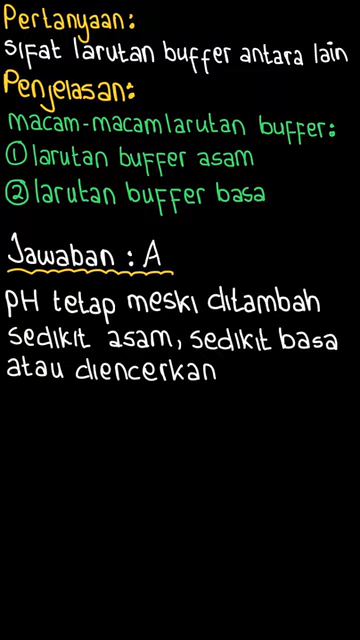 Pertanyaan:
sifat larutan buffer antara lain
Penjelasan:
macam-macam larutan buffer:
① larutan buffer asam
② larutan buffer basa
Jawaban : A
PH tetap meski ditambah
sedikit asam, sedikit basa
atau diencerkan